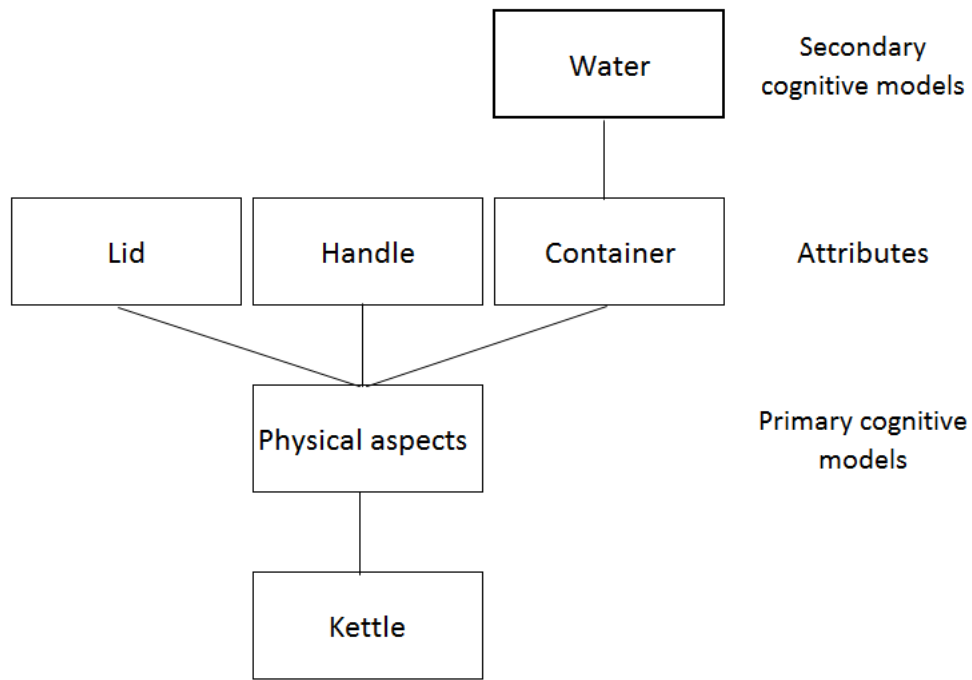 Water
Secondary
cognitive models
Lid
Handle
Container
Attributes
Physical aspects
Primary cognitive
models
Kettle